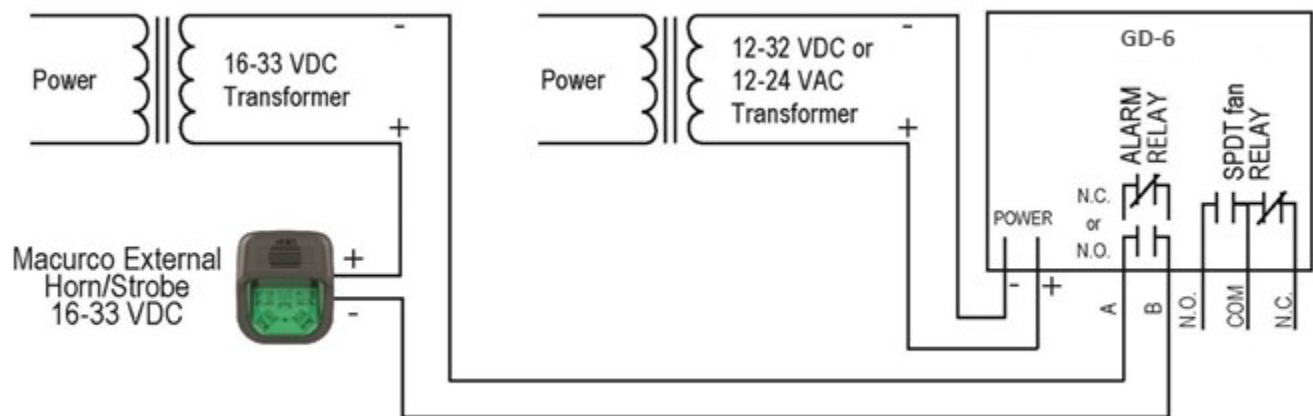 Power
-
16-33 VDC
Transformer
+
Power
-
12-32 VDC or
12-24 VAC
Transformer
+
GD-6
ALARM
RELAY
SPDT fan
RELAY
N.C.
or
N.O.
POWER
-
+
A
B
N.O.
COM
N.C.
Macurco External
Horn/Strobe
16-33 VDC
+
-